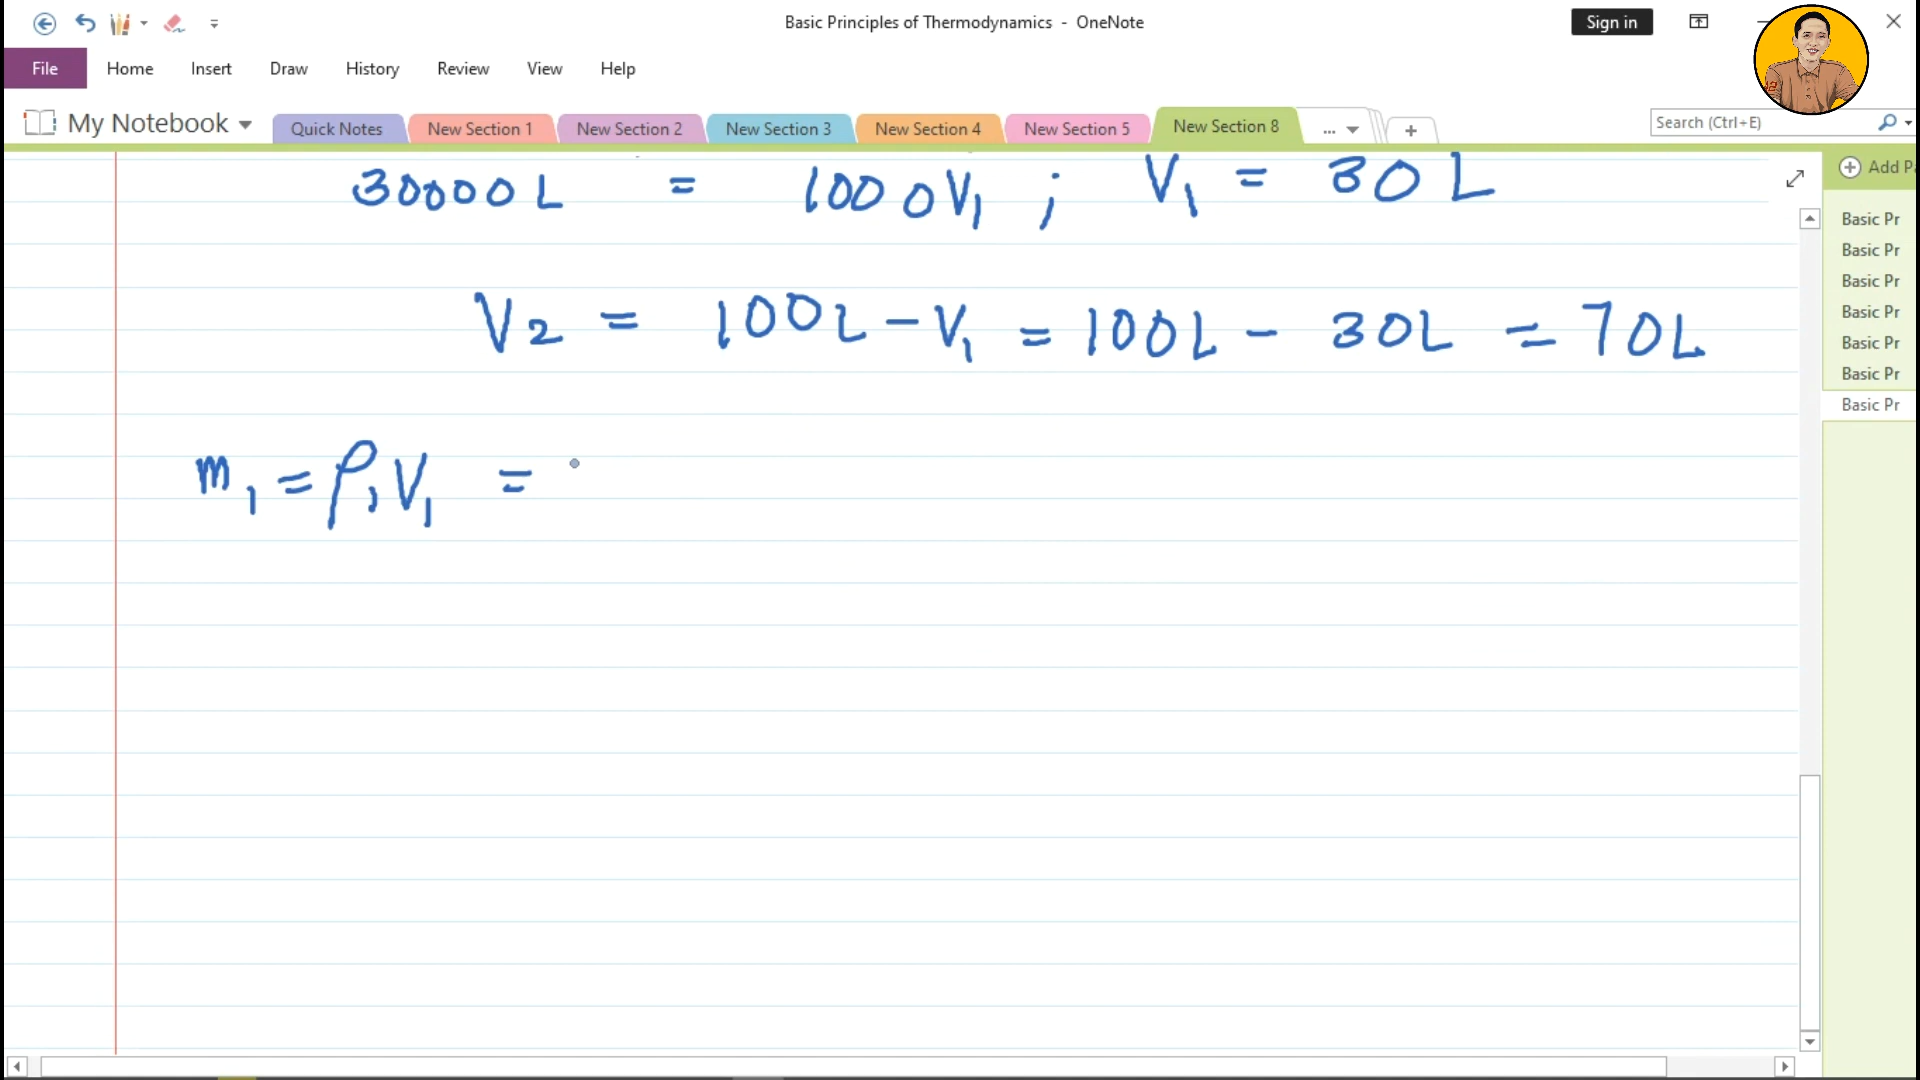 Basic Principles of Thermodynamics - OneNote
Sign in
File Home Insert Draw History Review View Help
My Notebook Quick Notes New Section 1 New Section 2 New Section 3 New Section 4 New Section 5 New Section 8 ... + Search (Ctrl+E)
30000L = 1000V₁ ; V₁ = 30 L
Add P
Basic Pr
Basic Pr
Basic Pr
Basic Pr
Basic Pr
Basic Pr
Basic Pr
V2 = 100L - V₁ = 100L - 30L = 70L
m₁ = ρ₁V₁ =